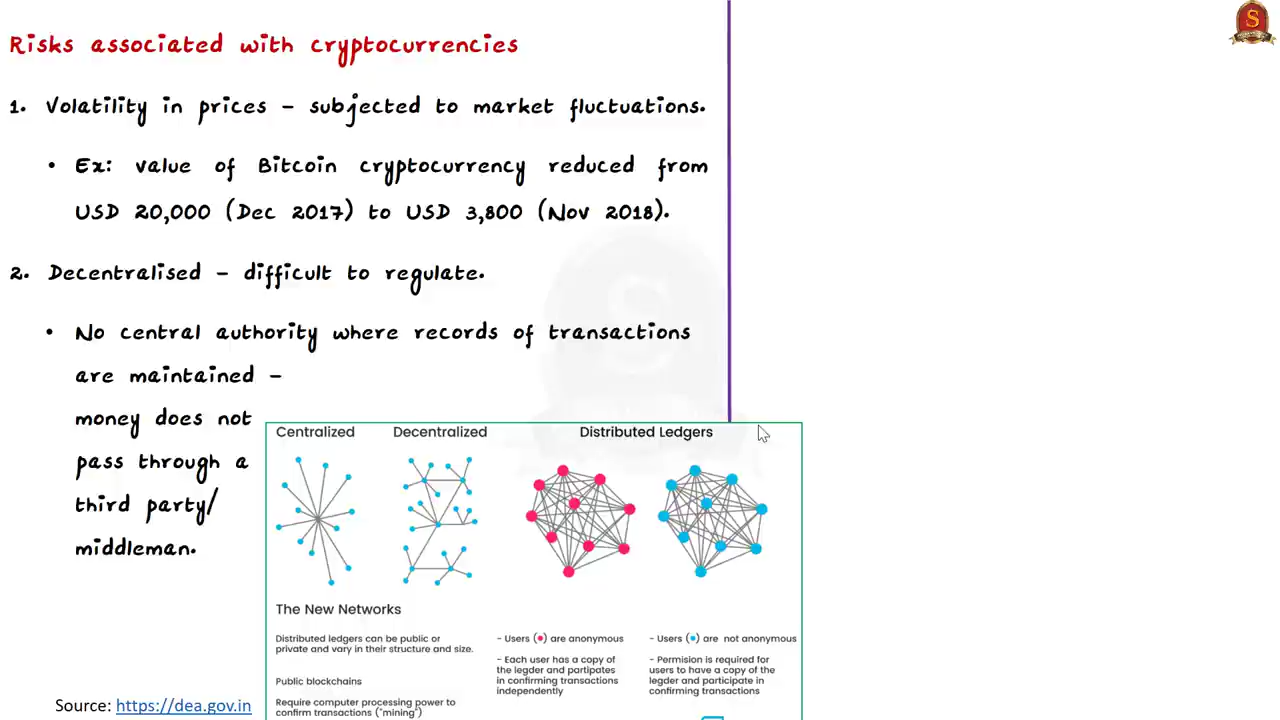 Risks associated with cryptocurrencies
1. Volatility in prices – subjected to market fluctuations.
• Ex: value of Bitcoin cryptocurrency reduced from
USD 20,000 (Dec 2017) to USD 3,800 (Nov 2018).
2. Decentralised – difficult to regulate.
• No central authority where records of transactions
are maintained –
money does not
pass through a
third party/
middleman.
Centralized
Decentralized
Distributed Ledgers
The New Networks
Distributed ledgers can be public or
private and vary in their structure and size.
Public blockchains
Require computer processing power to
confirm transactions ("mining")
- Users (●) are anonymous
- Each user has a copy of
the legder and partipates
in confirming transactions
independently
- Users (●) are not anonymous
- Permision is required for
users to have a copy of the
legder and participate in
confirming transactions
Source: https://dea.gov.in
S